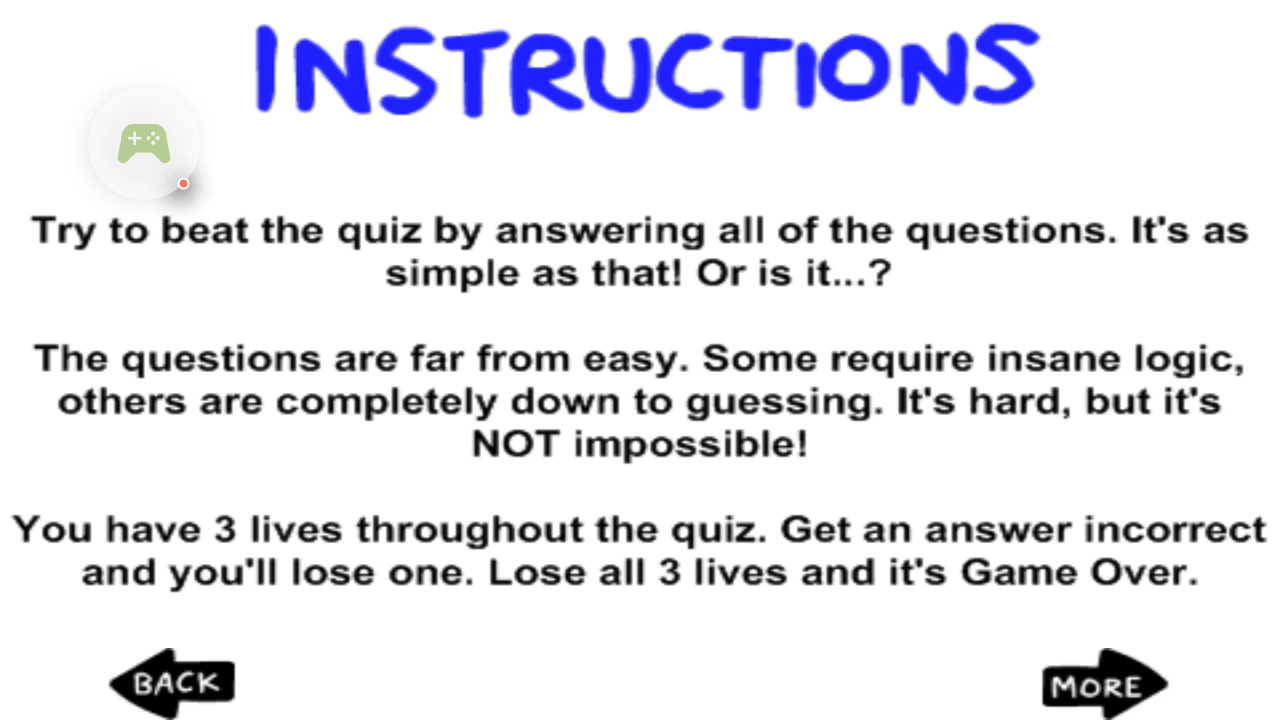 INSTRUCTIONS
Try to beat the quiz by answering all of the questions. It's as
simple as that! Or is it...?
The questions are far from easy. Some require insane logic,
others are completely down to guessing. It's hard, but it's
NOT impossible!
You have 3 lives throughout the quiz. Get an answer incorrect
and you'll lose one. Lose all 3 lives and it's Game Over.
BACK
MORE